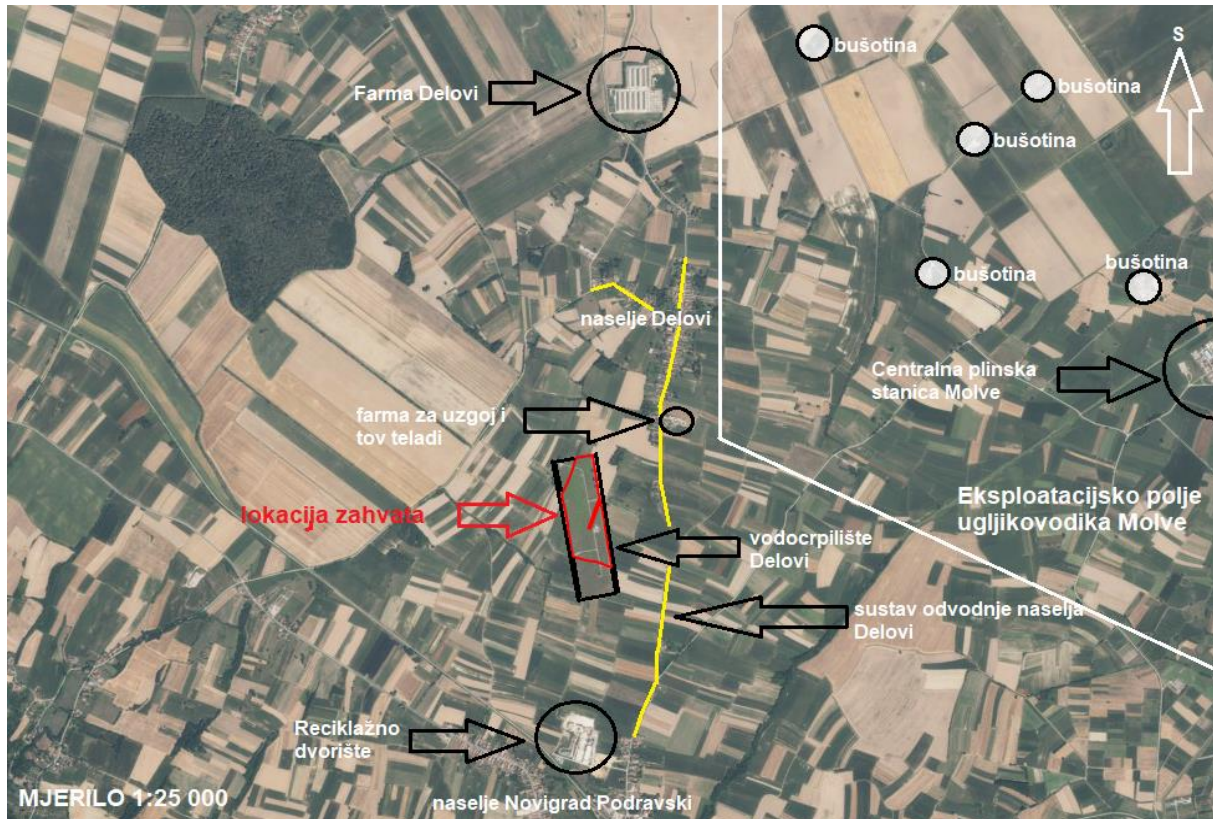 bušotina
S
Farma Delovi
bušotina
bušotina
bušotina
bušotina
naselje Delovi
Centralna plinska
stanica Molve
farma za uzgoj i
tov teladi
lokacija zahvata
Eksploatacijsko polje
ugljikovodika Molve
vodocrpilište
Delovi
sustav odvodnje naselja
Delovi
Reciklažno
dvorište
MJERILO 1:25 000
naselje Novigrad Podravski